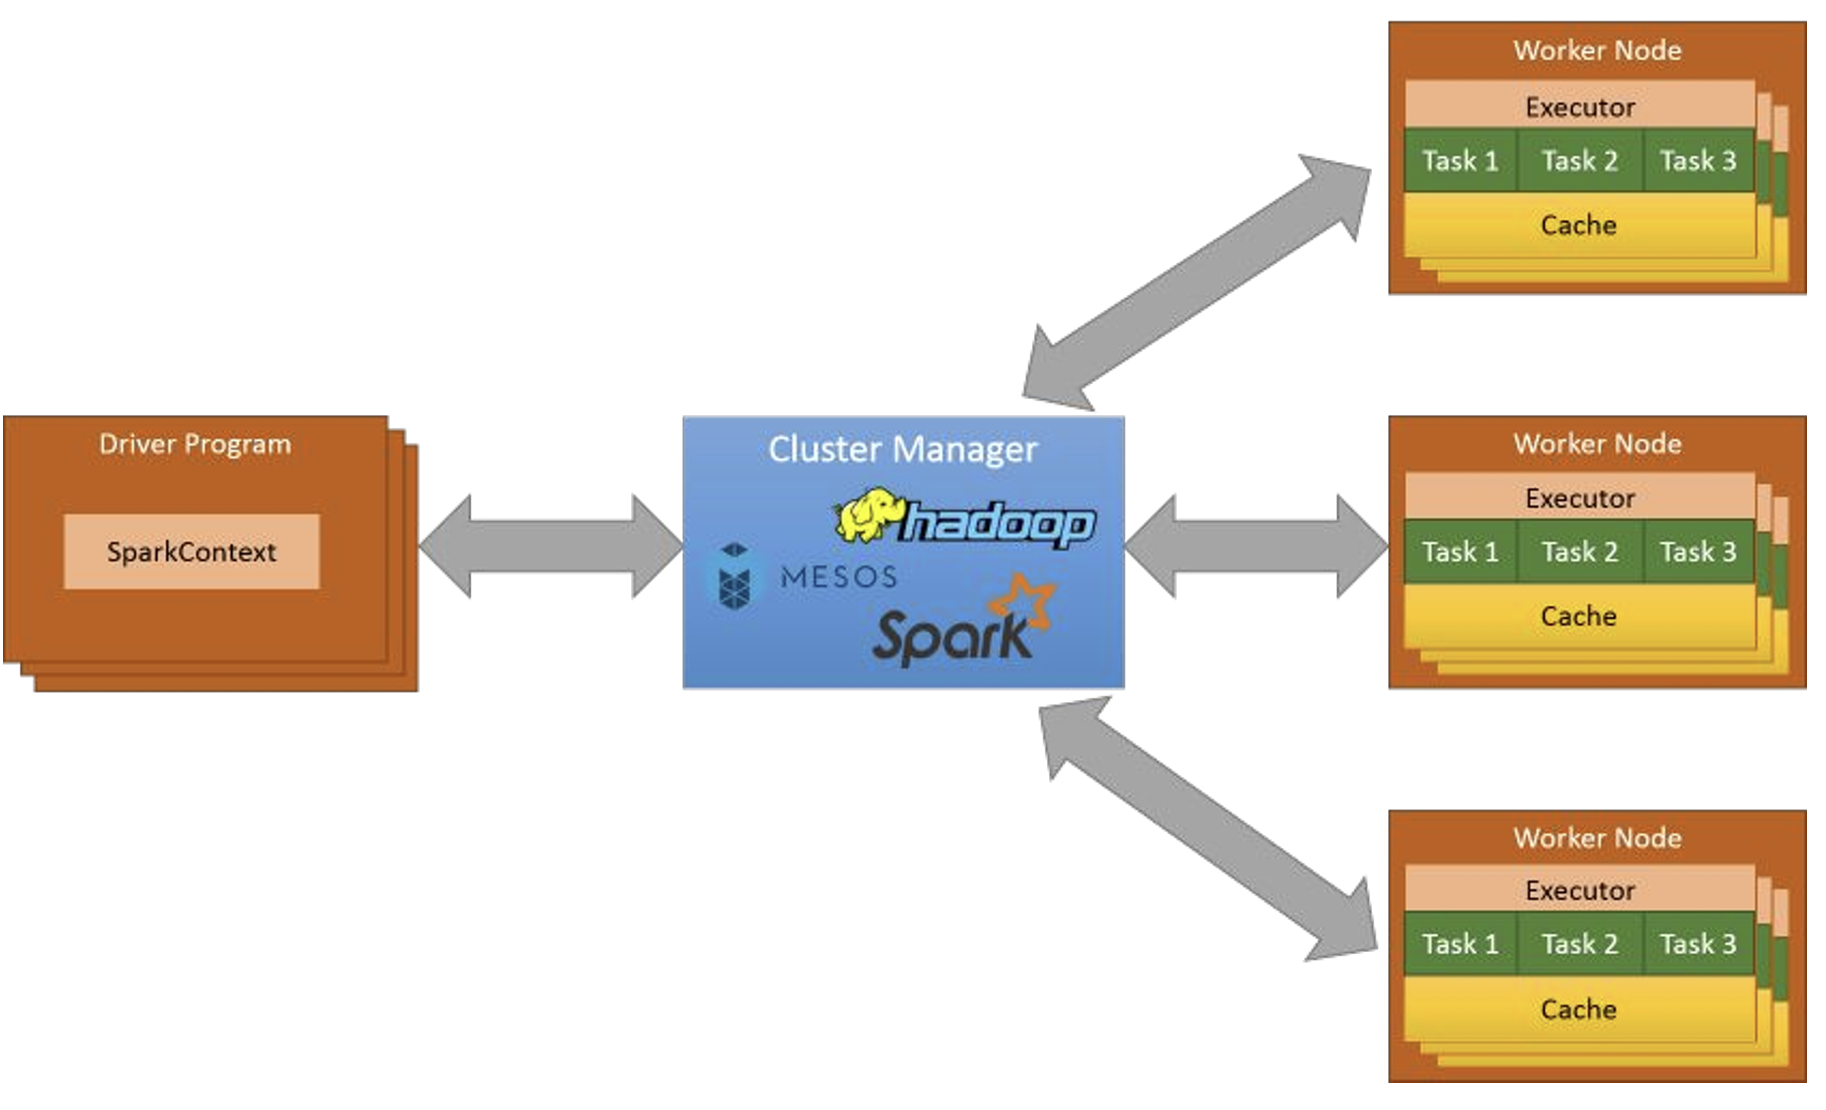 Driver Program
SparkContext
Cluster Manager
hadoop
MESOS
Spark
Worker Node
Executor
Task 1 Task 2 Task 3
Cache
Worker Node
Executor
Task 1 Task 2 Task 3
Cache
Worker Node
Executor
Task 1 Task 2 Task 3
Cache